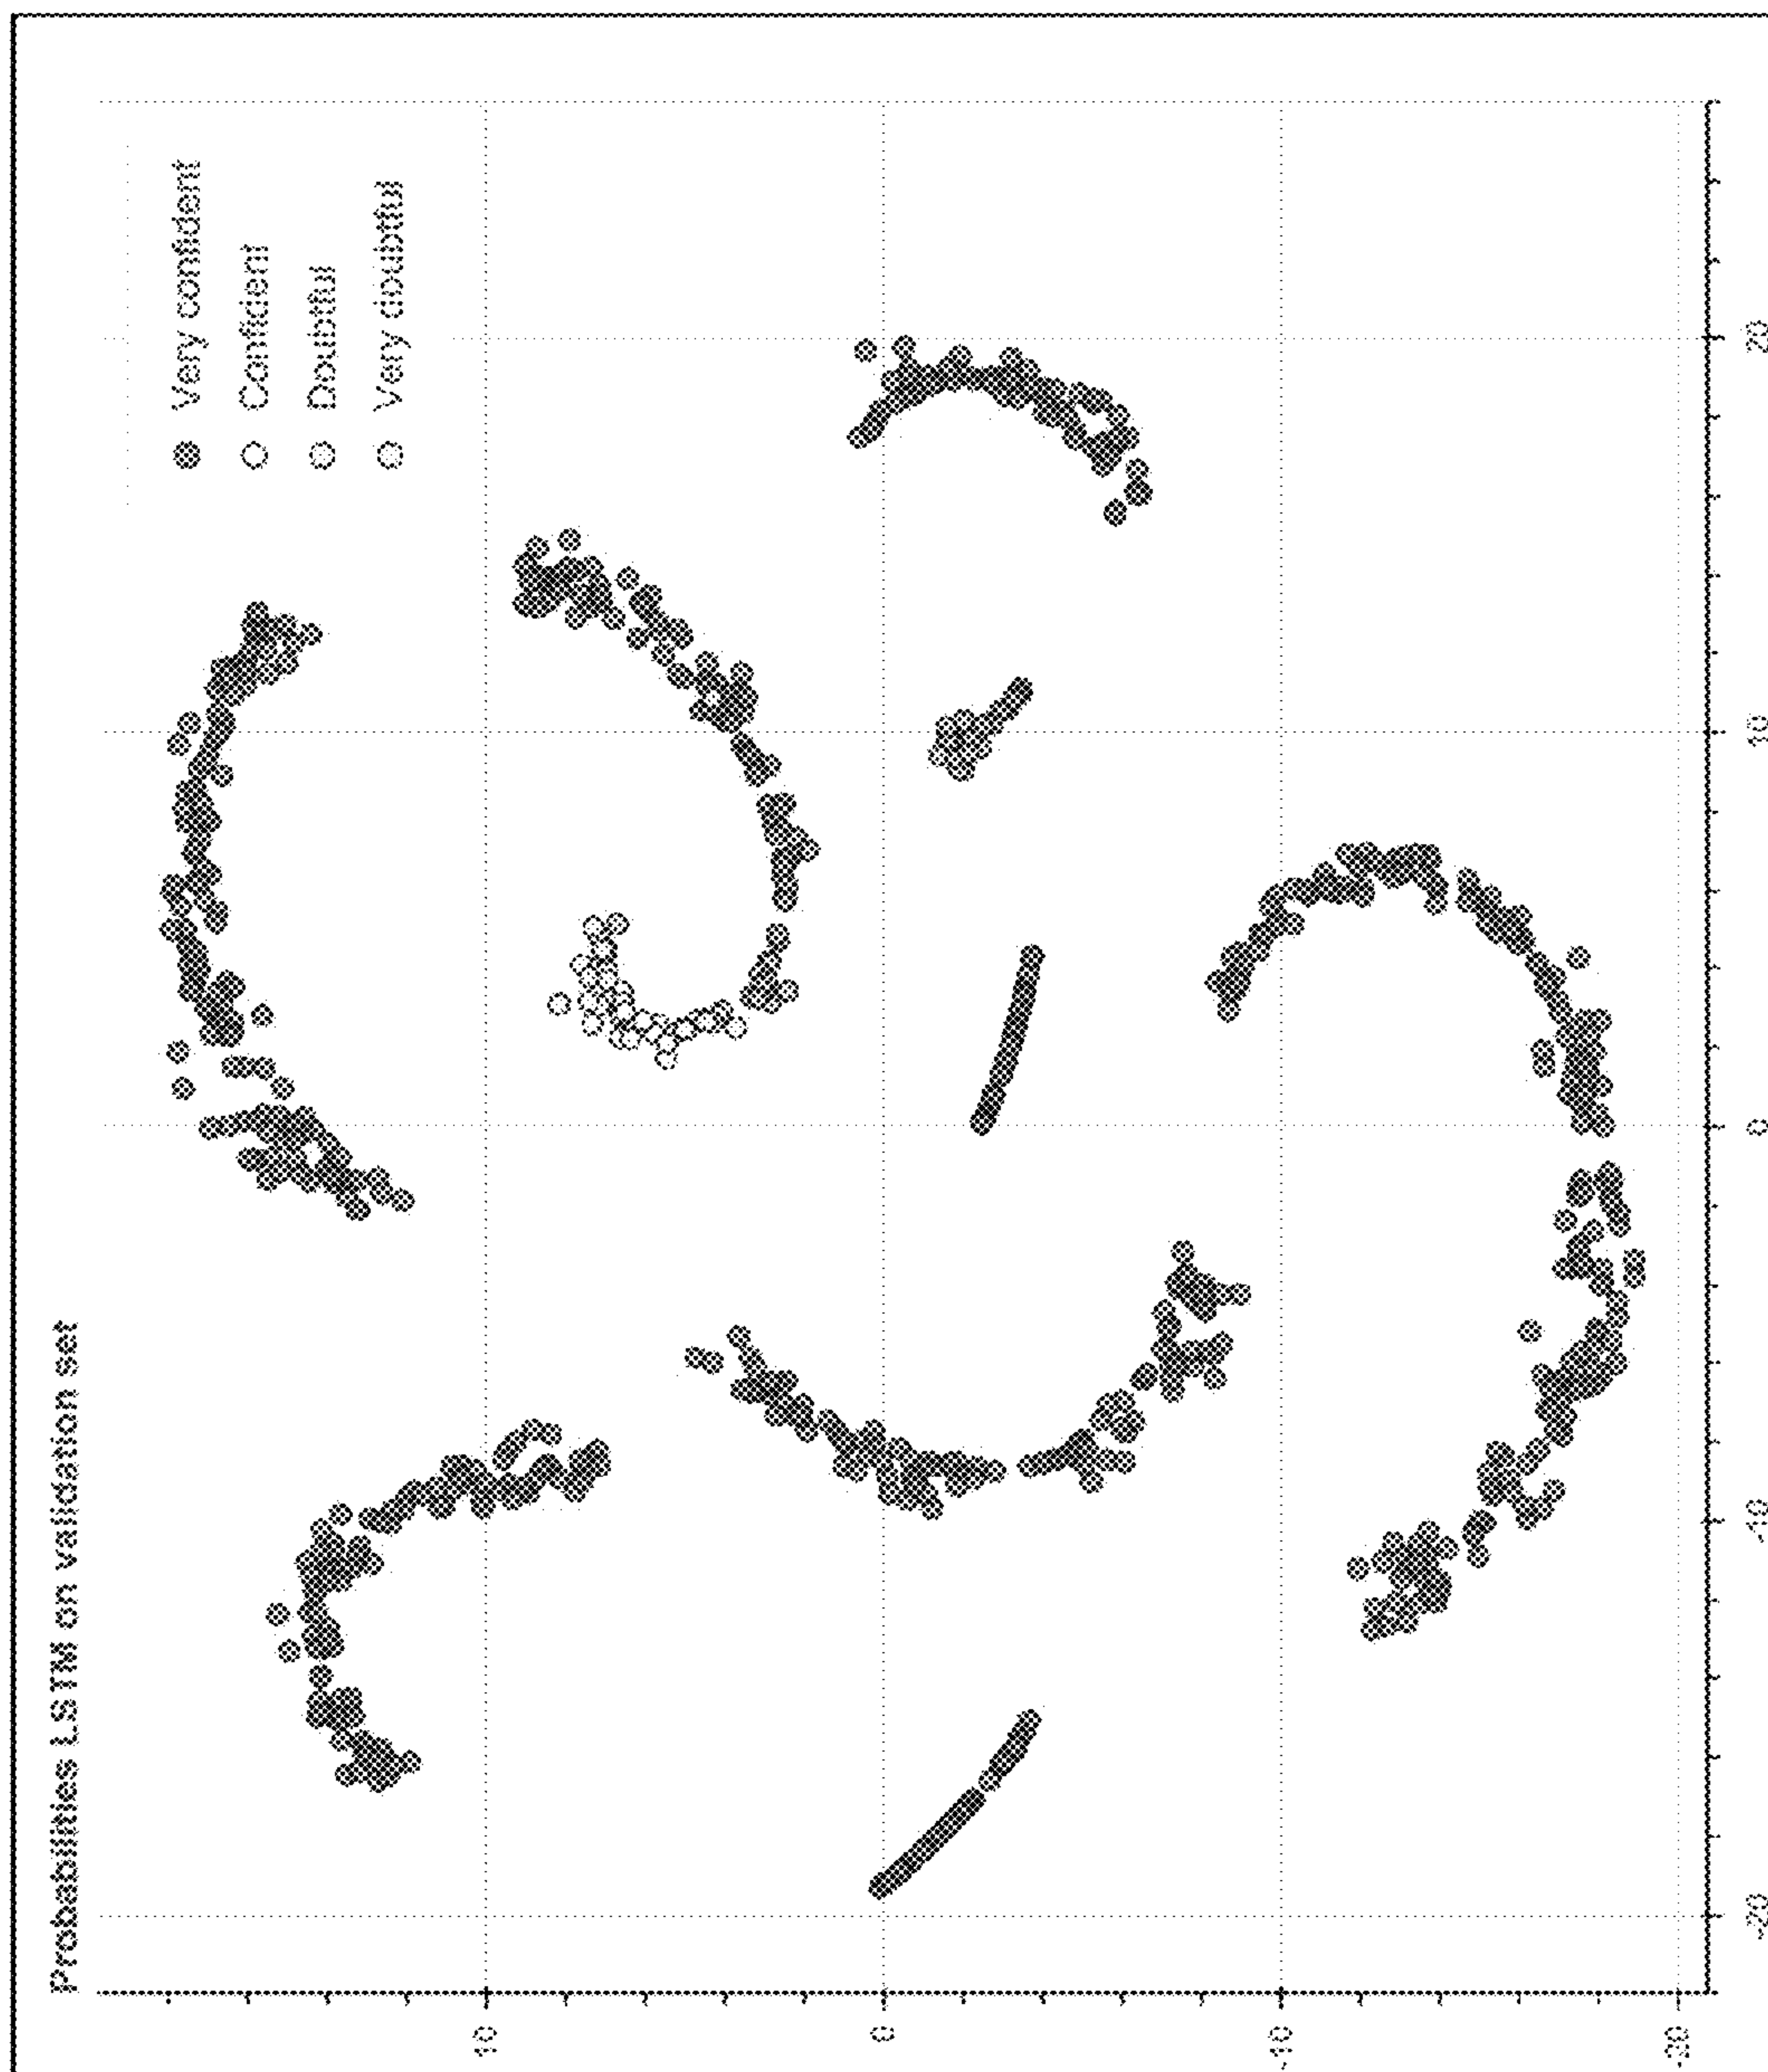 Probabilities LSTM on validation set
Very confident
Confident
Doubtful
Very doubtful
10
0
-10
-20
-20
-10
0
10
20